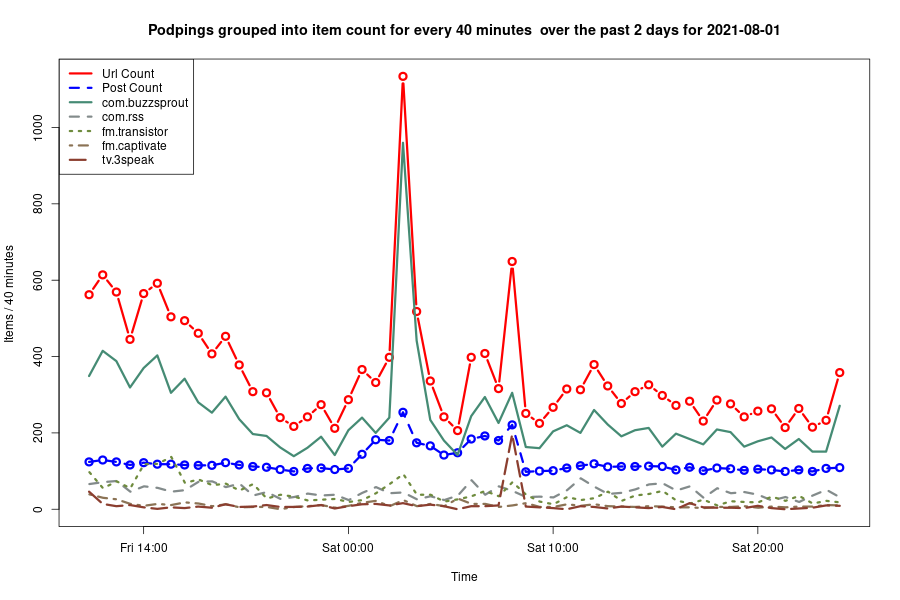 Podpings grouped into item count for every 40 minutes  over the past 2 days for 2021-08-01
Url Count
Post Count
com.buzzsprout
com.rss
fm.transistor
fm.captivate
tv.3speak
Items / 40 minutes
1000
800
600
400
200
0
Fri 14:00
Sat 00:00
Sat 10:00
Sat 20:00
Time